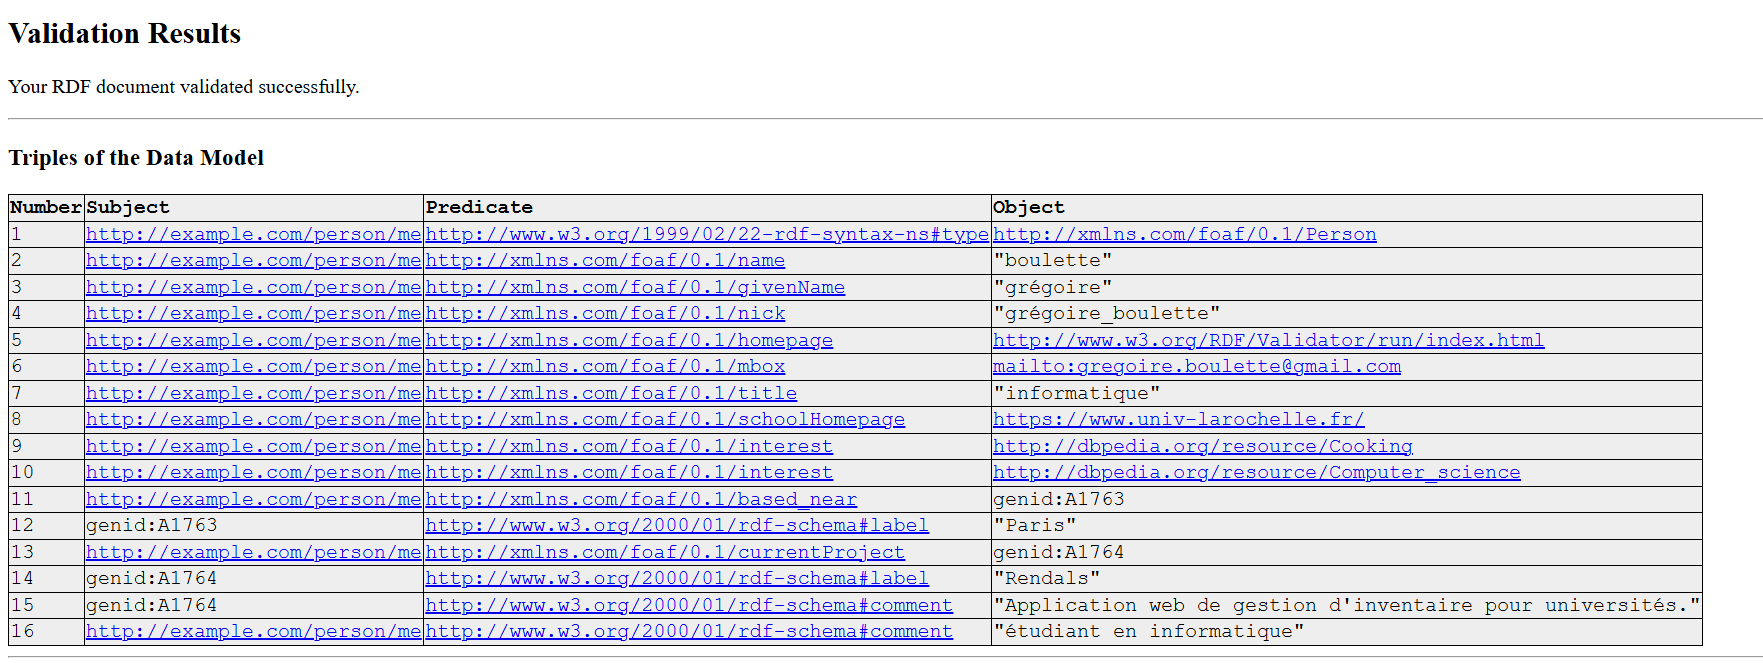 Validation Results
Your RDF document validated successfully.
Triples of the Data Model
Number Subject Predicate Object
1 http://example.com/person/me http://www.w3.org/1999/02/22-rdf-syntax-ns#type http://xmlns.com/foaf/0.1/Person
2 http://example.com/person/me http://xmlns.com/foaf/0.1/name "boulette"
3 http://example.com/person/me http://xmlns.com/foaf/0.1/givenName "grégoire"
4 http://example.com/person/me http://xmlns.com/foaf/0.1/nick "grégoire_boulette"
5 http://example.com/person/me http://xmlns.com/foaf/0.1/homepage http://www.w3.org/RDF/Validator/run/index.html
6 http://example.com/person/me http://xmlns.com/foaf/0.1/mbox mailto:gregoire.boulette@gmail.com
7 http://example.com/person/me http://xmlns.com/foaf/0.1/title "informatique"
8 http://example.com/person/me http://xmlns.com/foaf/0.1/schoolHomepage https://www.univ-larochelle.fr/
9 http://example.com/person/me http://xmlns.com/foaf/0.1/interest http://dbpedia.org/resource/Cooking
10 http://example.com/person/me http://xmlns.com/foaf/0.1/interest http://dbpedia.org/resource/Computer_science
11 http://example.com/person/me http://xmlns.com/foaf/0.1/based_near genid:A1763
12 genid:A1763 http://www.w3.org/2000/01/rdf-schema#label "Paris"
13 http://example.com/person/me http://xmlns.com/foaf/0.1/currentProject genid:A1764
14 genid:A1764 http://www.w3.org/2000/01/rdf-schema#label "Rendals"
15 genid:A1764 http://www.w3.org/2000/01/rdf-schema#comment "Application web de gestion d'inventaire pour universités."
16 http://example.com/person/me http://www.w3.org/2000/01/rdf-schema#comment "étudiant en informatique"